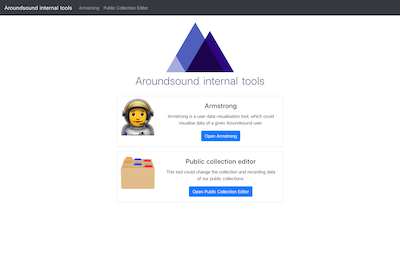 Aroundsound internal tools Armstrong Public Collection Editor
Aroundsound internal tools
Armstrong
Armstrong is a user data visualisation tool, which could
visualise data of a given Aroundsound user.
Open Armstrong
Public collection editor
This tool could change the collection and recording data
of our public collections.
Open Public Collection Editor